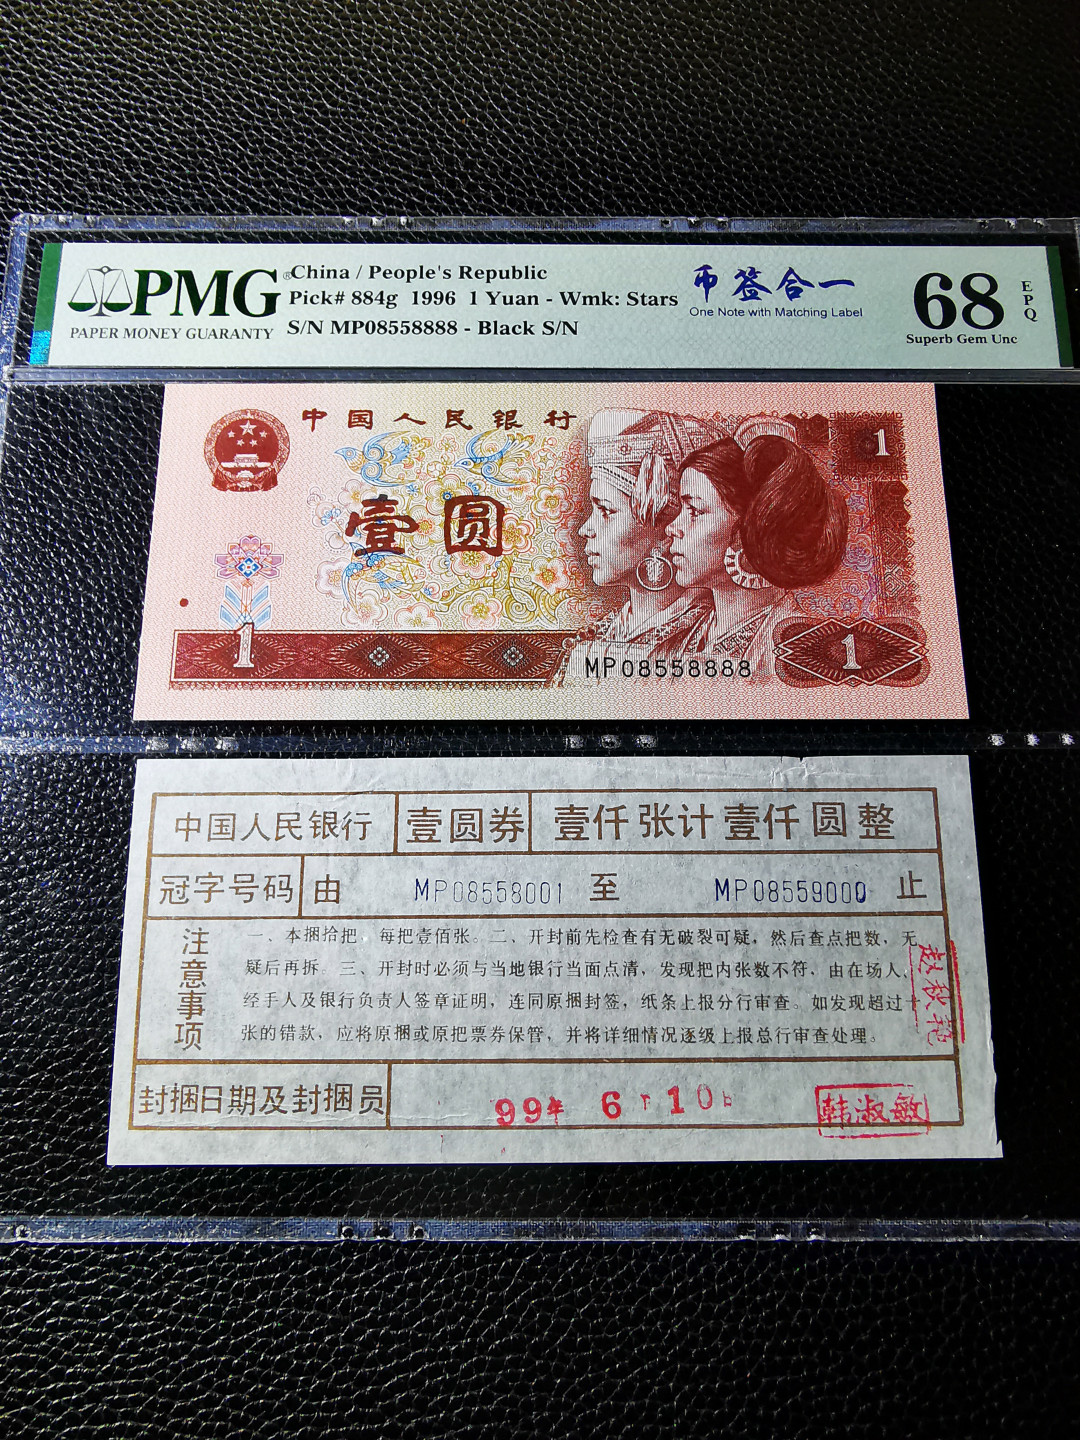 PMG®
PAPER MONEY GUARANTY
China / People's Republic
Pick# 884g 1996 1 Yuan - Wmk: Stars
S/N MP08558888 - Black S/N
币签合一
One Note with Matching Label
68
EPQ
Superb Gem Unc
中国人民银行
1
壹圆
1
MP08558888
1
中国人民银行 壹圆券 壹仟张计壹仟圆整
冠字号码 由 MP08558001 至 MP08559000 止
注意事项
一、本捆拾把，每把壹佰张。二、开封前先检查有无破裂可疑，然后查点把数，无
疑后再拆。三、开封时必须与当地银行当面点清，发现把内张数不符，由在场人、
经手人及银行负责人签章证明，连同原捆封签，纸条上报分行审查。如发现超过十
张的错款，应将原捆或原把票券保管，并将详细情况逐级上报总行审查处理。
封捆日期及封捆员
99年 6 10
韩淑敏